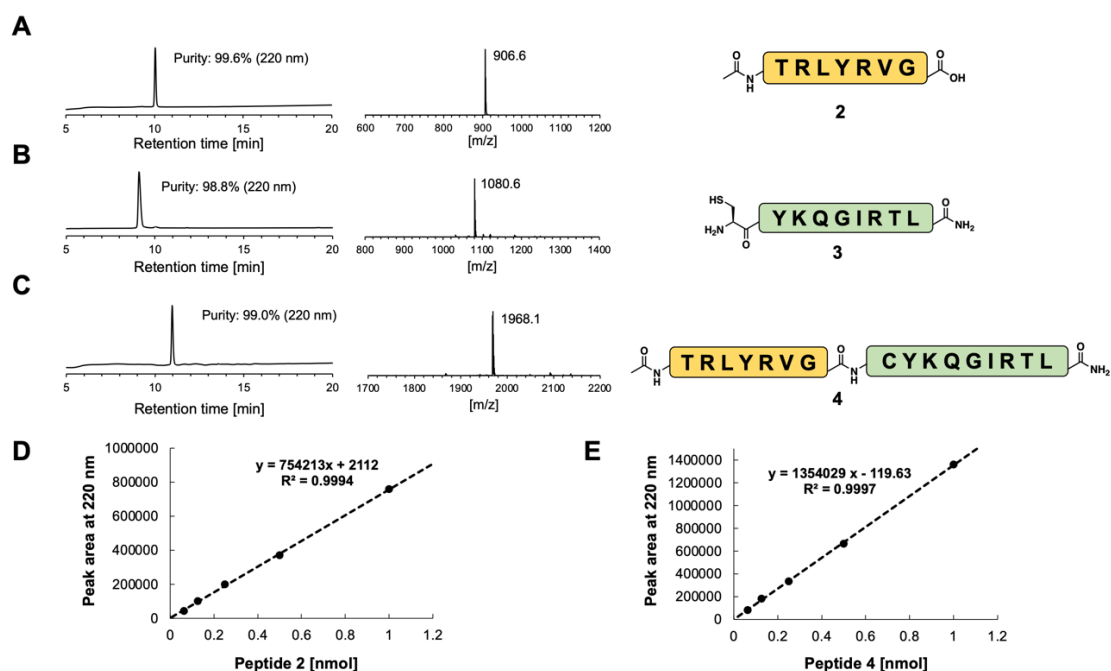 A
Purity: 99.6% (220 nm)
5 10 15 20
Retention time [min]
906.6
600 700 800 900 1000 1100 1200
[m/z]
O
N
H
TRLYRVG
O
OH
2
B
Purity: 98.8% (220 nm)
5 10 15 20
Retention time [min]
1080.6
800 900 1000 1100 1200 1300 1400
[m/z]
HS
H₂N
O
YKQGIRTL
O
NH₂
3
C
Purity: 99.0% (220 nm)
5 10 15 20
Retention time [min]
1968.1
1700 1800 1900 2000 2100 2200
[m/z]
O
N
H
TRLYRVG
O
N
H
CYKQGIRTL
O
NH₂
4
D
y = 754213x + 2112
R² = 0.9994
Peak area at 220 nm
1000000
800000
600000
400000
200000
0
0 0.2 0.4 0.6 0.8 1 1.2
Peptide 2 [nmol]
E
y = 1354029 x - 119.63
R² = 0.9997
Peak area at 220 nm
1400000
1200000
1000000
800000
600000
400000
200000
0
0 0.2 0.4 0.6 0.8 1 1.2
Peptide 4 [nmol]